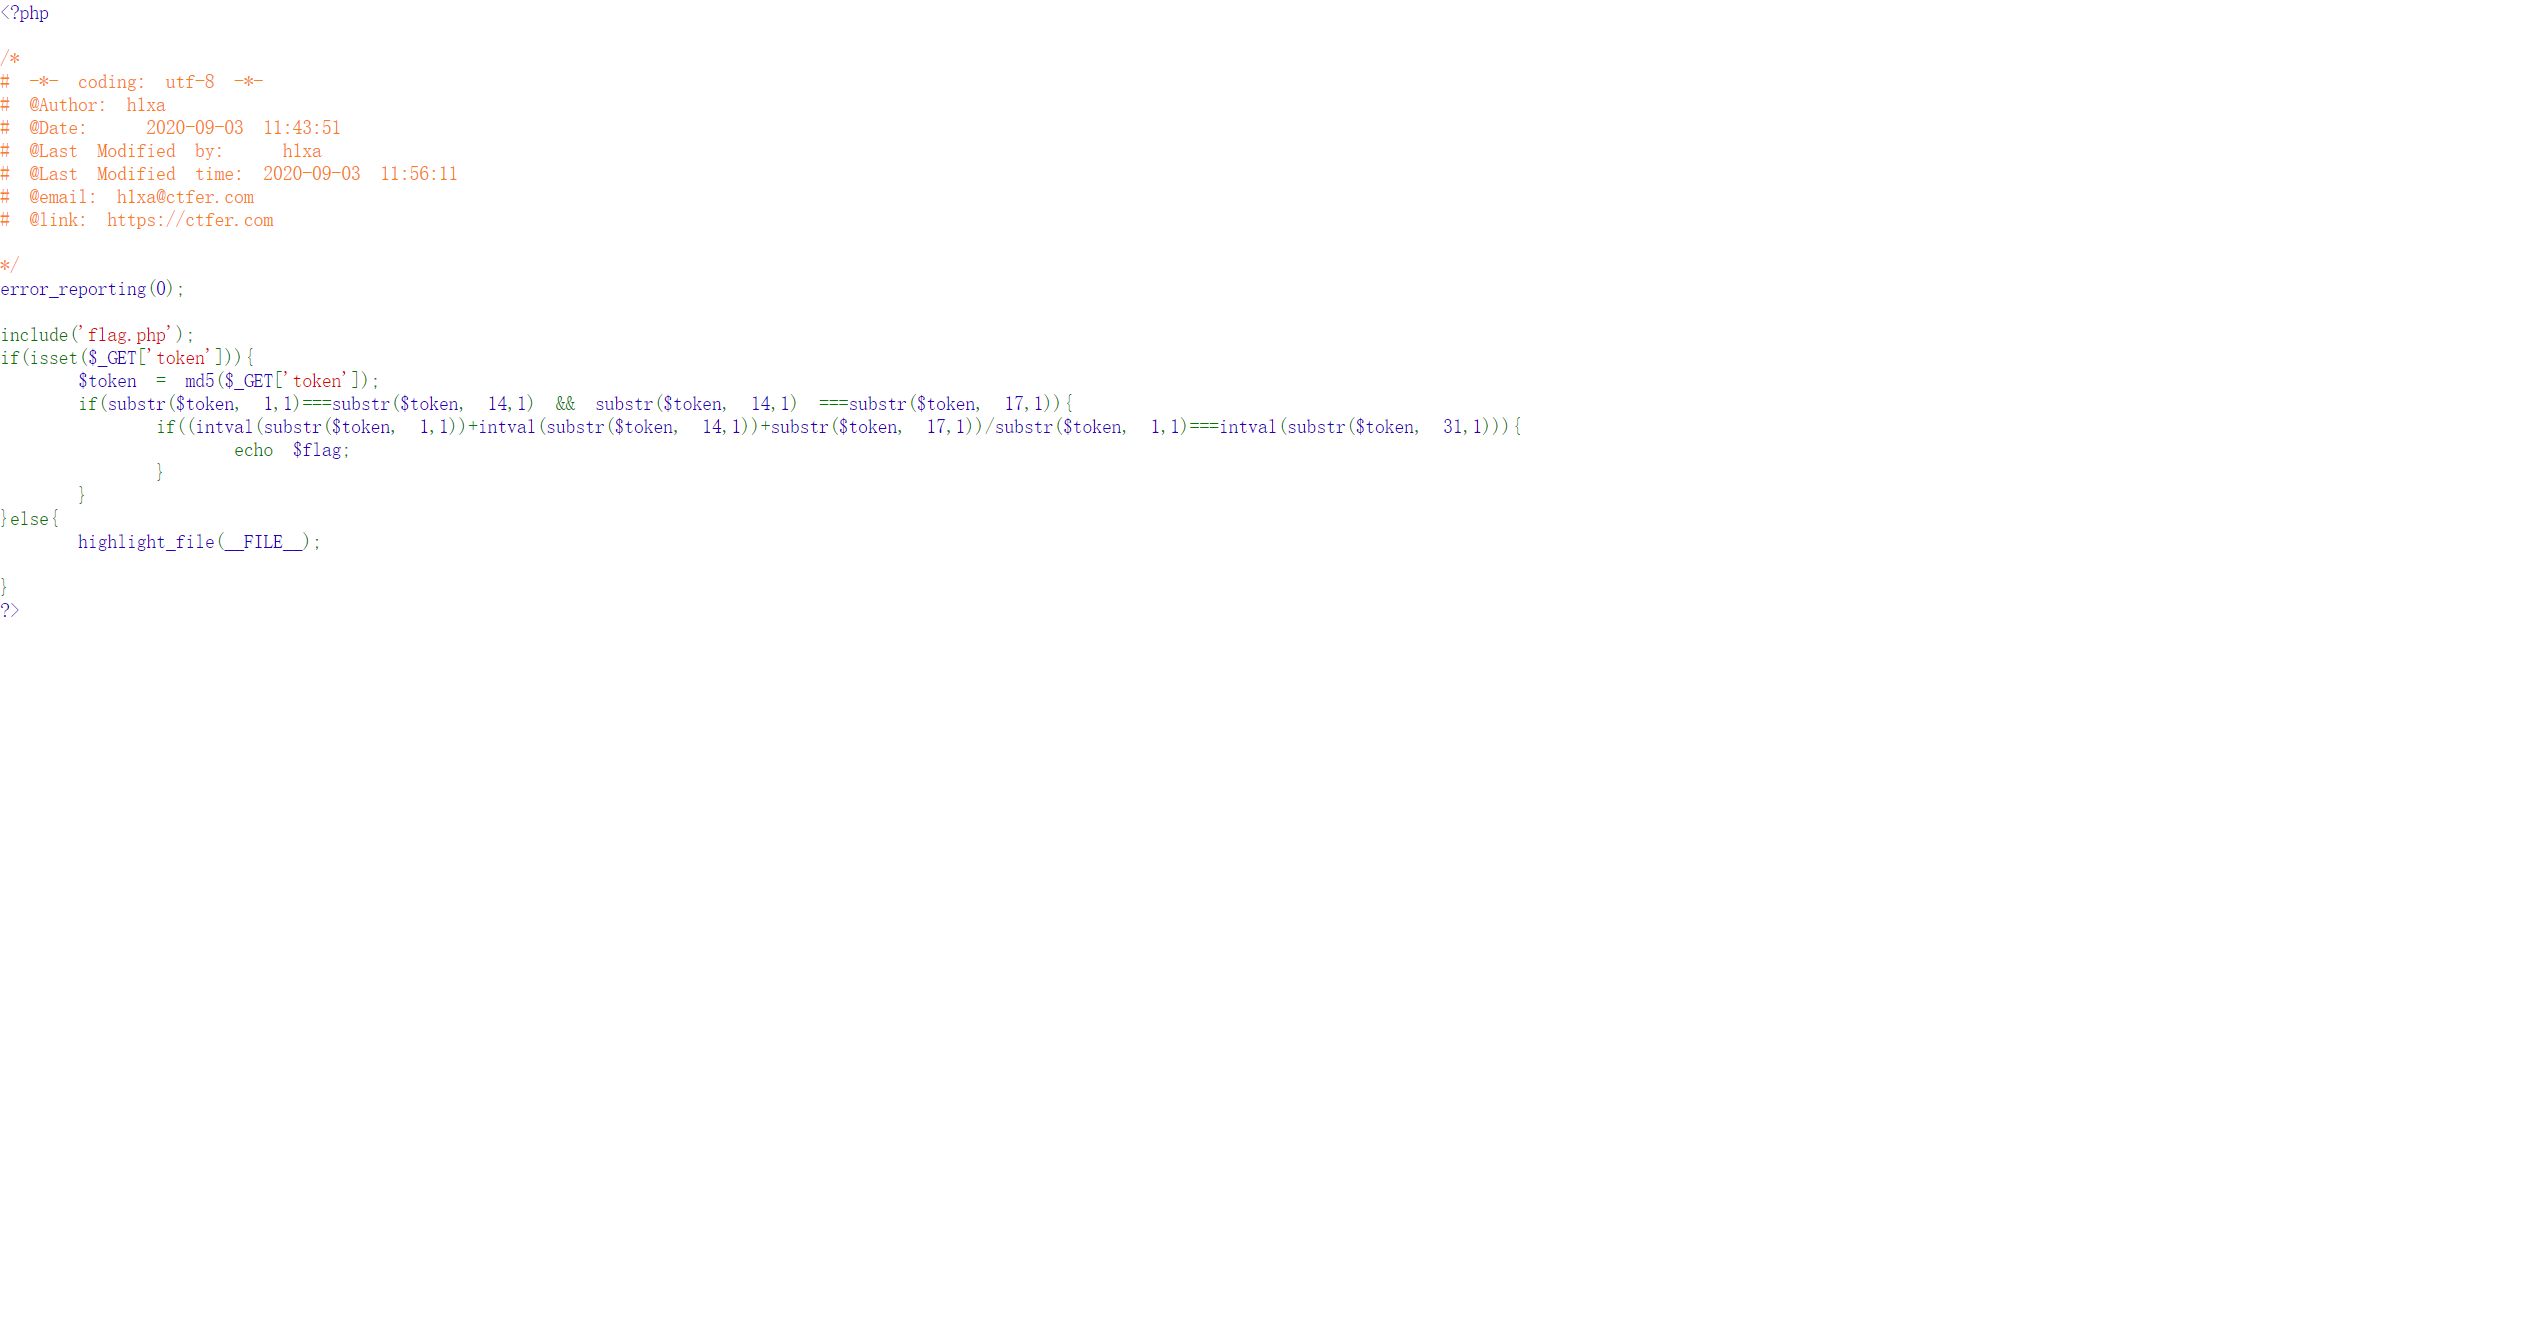 <?php

/*
# -*- coding: utf-8 -*-
# @Author: hlxa
# @Date:   2020-09-03 11:43:51
# @Last Modified by:   hlxa
# @Last Modified time: 2020-09-03 11:56:11
# @email: hlxa@ctfer.com
# @link: https://ctfer.com

*/
error_reporting(0);

include('flag.php');
if(isset($_GET['token'])){
    $token = md5($_GET['token']);
    if(substr($token, 1,1)===substr($token, 14,1) && substr($token, 14,1) ===substr($token, 17,1)){
        if((intval(substr($token, 1,1))+intval(substr($token, 14,1))+substr($token, 17,1))/substr($token, 1,1)===intval(substr($token, 31,1))){
            echo $flag;
        }
    }
}else{
    highlight_file(__FILE__);

}
?>